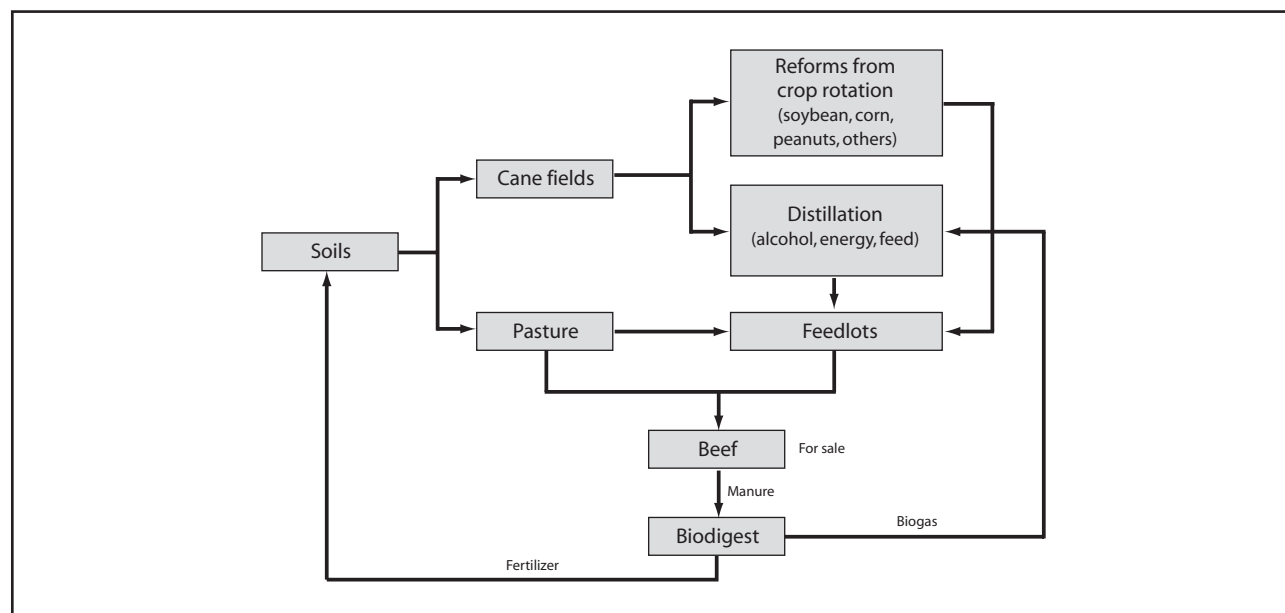 Reforms from
crop rotation
(soybean, corn,
peanuts, others)
Cane fields
Distillation
(alcohol, energy, feed)
Soils
Pasture
Feedlots
Beef
For sale
Manure
Biogas
Biodigest
Fertilizer